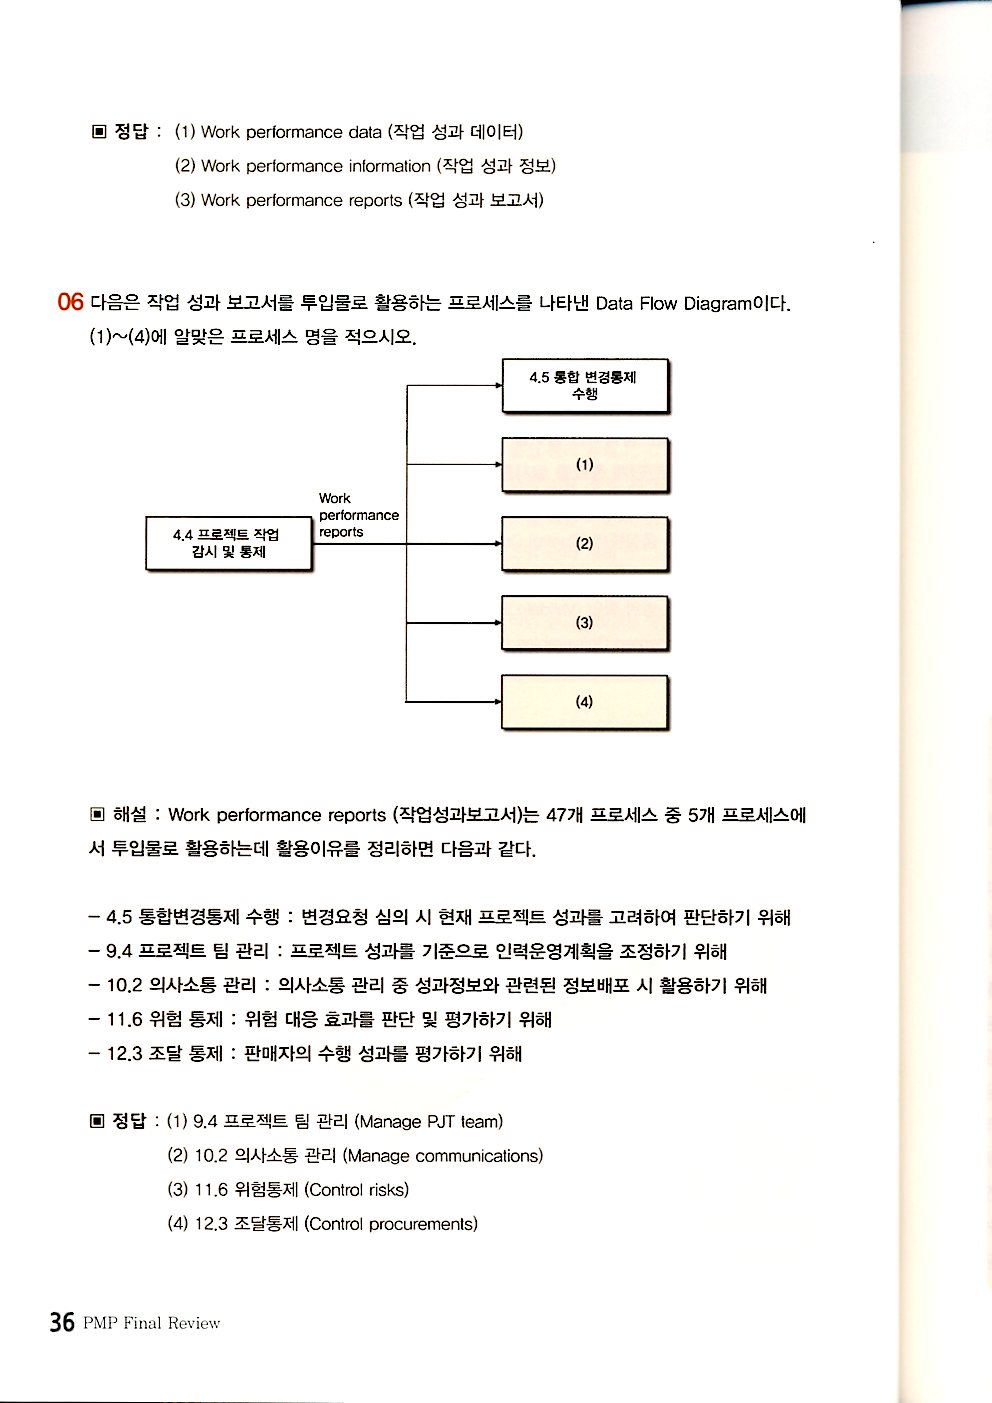 ▣ 정답 : (1) Work performance data (작업 성과 데이터)
(2) Work performance information (작업 성과 정보)
(3) Work performance reports (작업 성과 보고서)
06 다음은 작업 성과 보고서를 투입물로 활용하는 프로세스를 나타낸 Data Flow Diagram이다.
(1)~(4)에 알맞은 프로세스 명을 적으시오.
4.5 통합 변경통제
수행
(1)
Work
performance
reports
4.4 프로젝트 작업
감시 및 통제
(2)
(3)
(4)
▣ 해설 : Work performance reports (작업성과보고서)는 47개 프로세스 중 5개 프로세스에
서 투입물로 활용하는데 활용이유를 정리하면 다음과 같다.
– 4.5 통합변경통제 수행 : 변경요청 심의 시 현재 프로젝트 성과를 고려하여 판단하기 위해
– 9.4 프로젝트 팀 관리 : 프로젝트 성과를 기준으로 인력운영계획을 조정하기 위해
– 10.2 의사소통 관리 : 의사소통 관리 중 성과정보와 관련된 정보배포 시 활용하기 위해
– 11.6 위험 통제 : 위험 대응 효과를 판단 및 평가하기 위해
– 12.3 조달 통제 : 판매자의 수행 성과를 평가하기 위해
▣ 정답 : (1) 9.4 프로젝트 팀 관리 (Manage PJT team)
(2) 10.2 의사소통 관리 (Manage communications)
(3) 11.6 위험통제 (Control risks)
(4) 12.3 조달통제 (Control procurements)
36 PMP Final Review